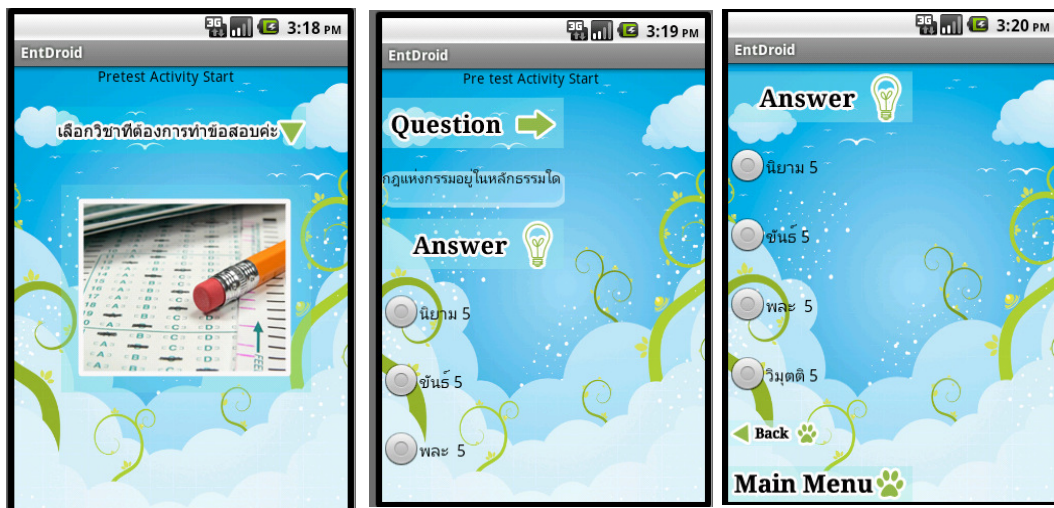 3G 3:18 PM
EntDroid
Pretest Activity Start
เลือกวิชาที่ต้องการทำข้อสอบค่ะ
3G 3:19 PM
EntDroid
Pre test Activity Start
Question
กฎแห่งกรรมอยู่ในหลักธรรมใด
Answer
นิยาม 5
ขันธ์ 5
พละ 5
3G 3:20 PM
EntDroid
Answer
นิยาม 5
ขันธ์ 5
พละ 5
วิมุตติ 5
Back
Main Menu